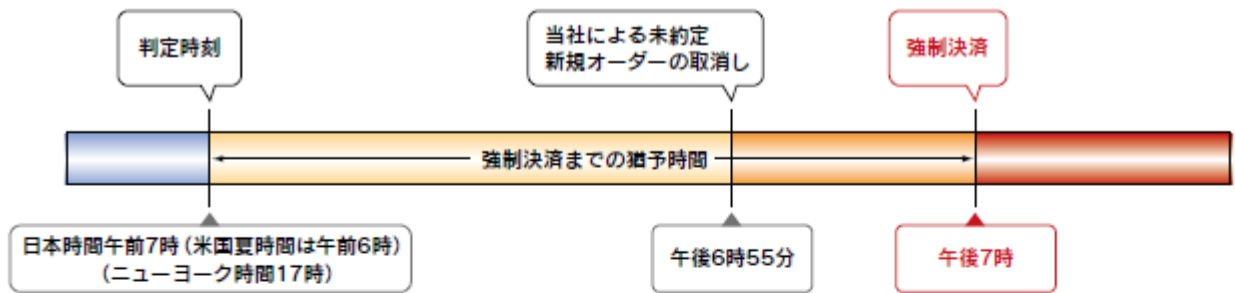 判定時刻
当社による未約定
新規オーダーの取消し
強制決済
強制決済までの猶予時間
日本時間午前7時(米国夏時間は午前6時)
(ニューヨーク時間17時)
午後6時55分
午後7時